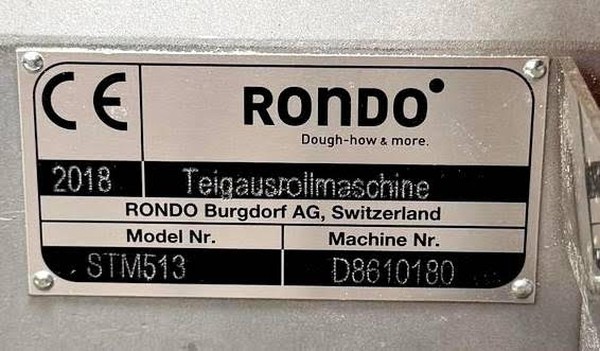 CE
RONDO
Dough-how & more.
2018 Teigausrollmaschine
RONDO Burgdorf AG, Switzerland
Model Nr. Machine Nr.
STM513 D8610180